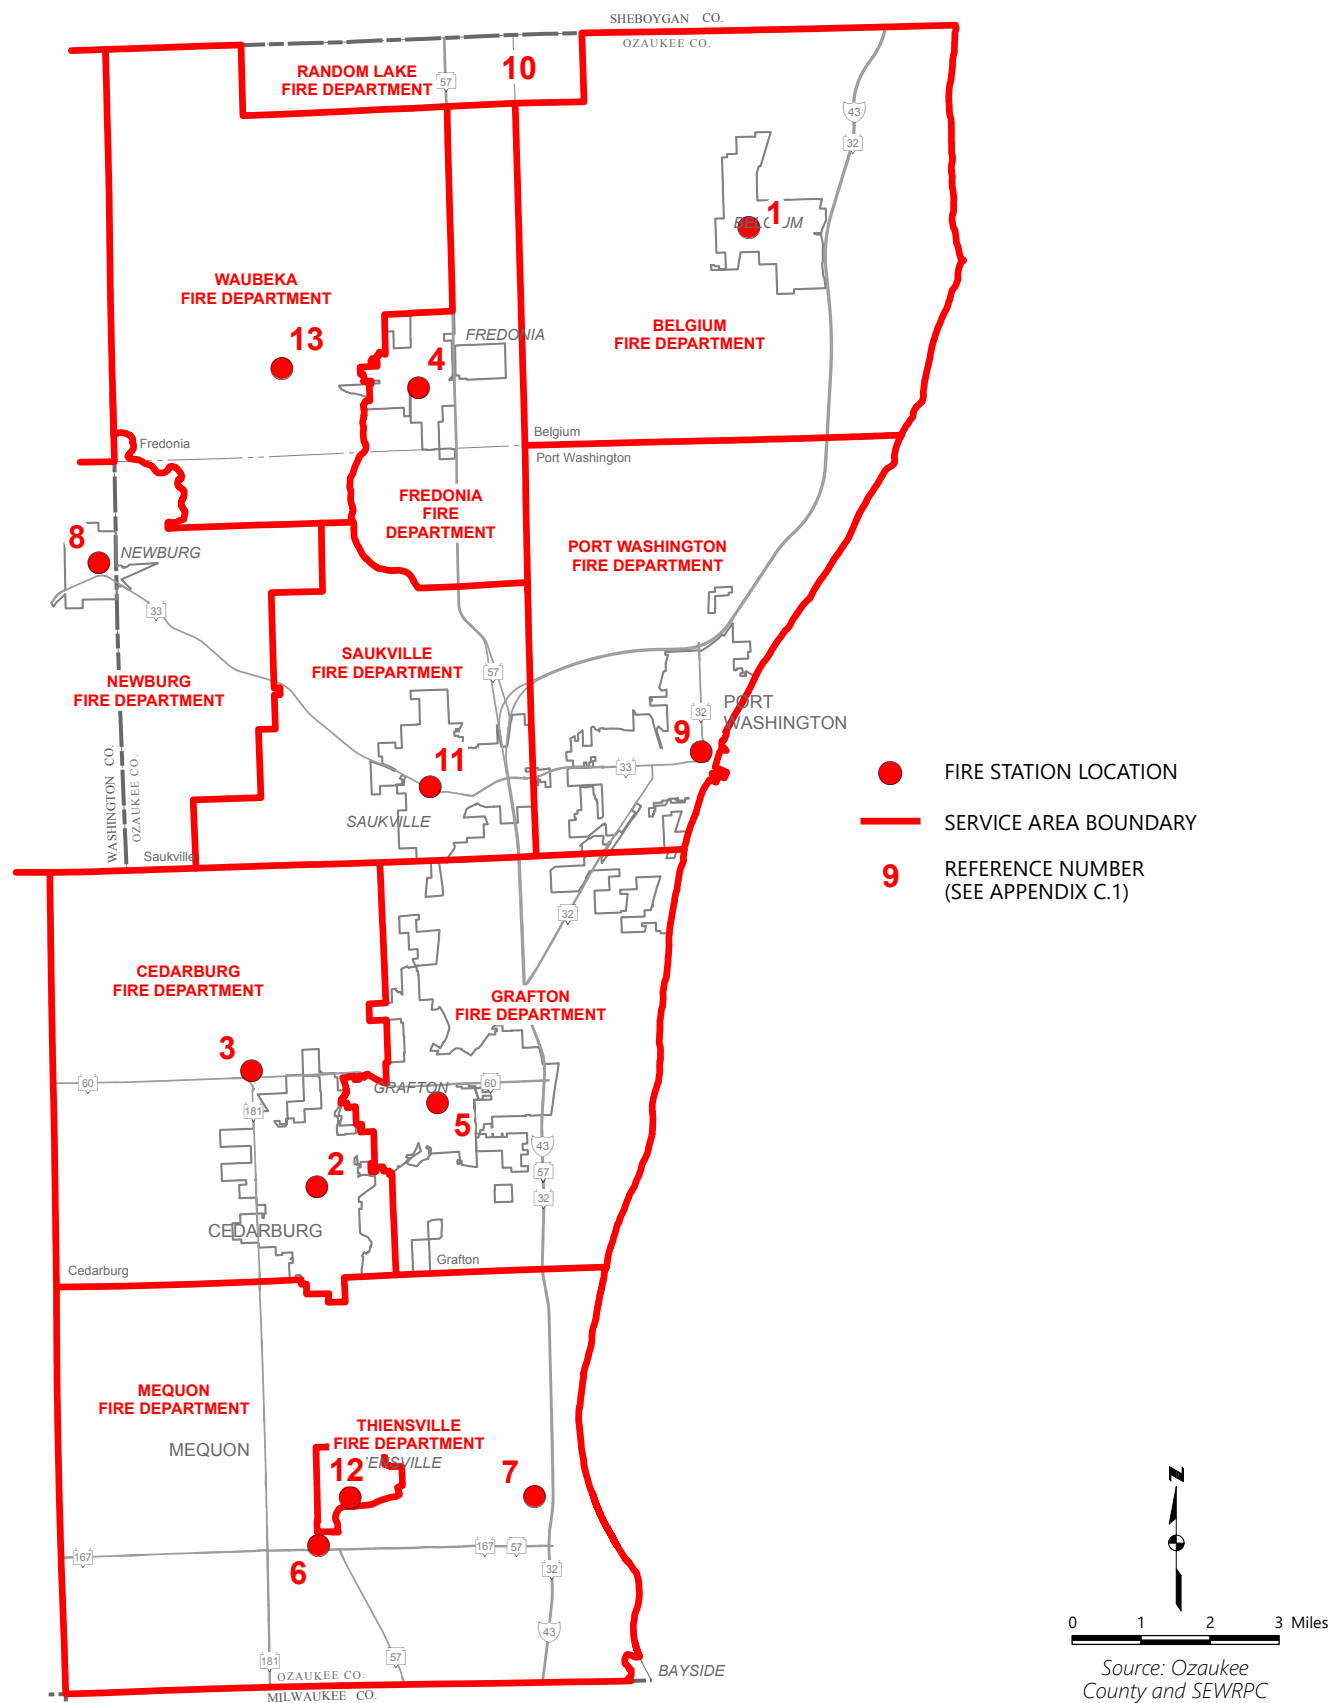 SHEBOYGAN CO.
OZAUKEE CO.
RANDOM LAKE
FIRE DEPARTMENT
57
10
43
32
1
WAUBEKA
FIRE DEPARTMENT
13
FREDONIA
4
BELGIUM
FIRE DEPARTMENT
Fredonia
Belgium
Port Washington
FREDONIA
FIRE
DEPARTMENT
8
NEWBURG
PORT WASHINGTON
FIRE DEPARTMENT
33
SAUKVILLE
FIRE DEPARTMENT
57
NEWBURG
FIRE DEPARTMENT
PORT
WASHINGTON
32
9
33
11
SAUKVILLE
WASHINGTON CO.
OZAUKEE CO.
Saukville
FIRE STATION LOCATION
SERVICE AREA BOUNDARY
9
REFERENCE NUMBER
(SEE APPENDIX C.1)
32
CEDARBURG
FIRE DEPARTMENT
GRAFTON
FIRE DEPARTMENT
3
60
181
GRAFTON
60
5
43
57
32
2
CEDARBURG
Cedarburg
Grafton
MEQUON
FIRE DEPARTMENT
MEQUON
THIENSVILLE
FIRE DEPARTMENT
ENSVILLE
12
7
6
167
167
57
32
43
57
181
OZAUKEE CO.
MILWAUKEE CO.
BAYSIDE
N
0 1 2 3 Miles
Source: Ozaukee
County and SEWRPC